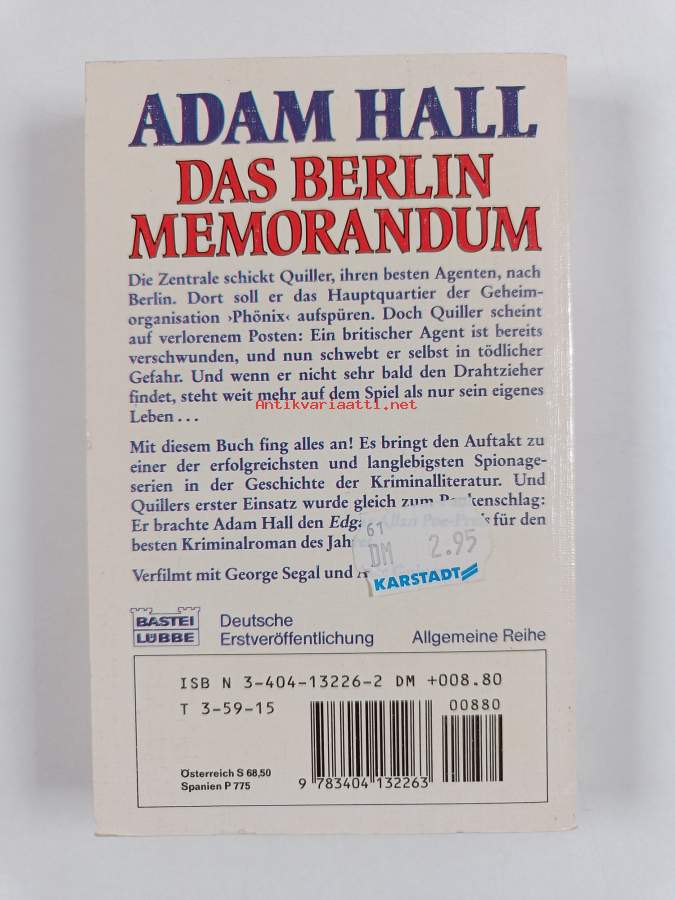 ADAM HALL
DAS BERLIN
MEMORANDUM
Die Zentrale schickt Quiller, ihren besten Agenten, nach
Berlin. Dort soll er das Hauptquartier der Geheim-
organisation ›Phönix‹ aufspüren. Doch Quiller scheint
auf verlorenem Posten: Ein britischer Agent ist bereits
verschwunden, und nun schwebt er selbst in tödlicher
Gefahr. Und wenn er nicht sehr bald den Drahtzieher
findet, steht weit mehr auf dem Spiel als nur sein eigenes
Leben . . .
Antikvariaatt1.net
Mit diesem Buch fing alles an! Es bringt den Auftakt zu
einer der erfolgreichsten und langlebigsten Spionage-
serien in der Geschichte der Kriminalliteratur. Und
Quillers erster Einsatz wurde gleich zum
Er brachte Adam Hall den für den
besten Kriminalroman des
Verfilmt mit George Segal und
61
DM 2.95
KARSTADT
BASTEI
LÜBBE
Deutsche
Erstveröffentlichung
Allgemeine Reihe
ISB N 3-404-13226-2 DM +008.80
T 3-59-15
00880
Österreich S 68,50
Spanien P 775
9 783404 132263